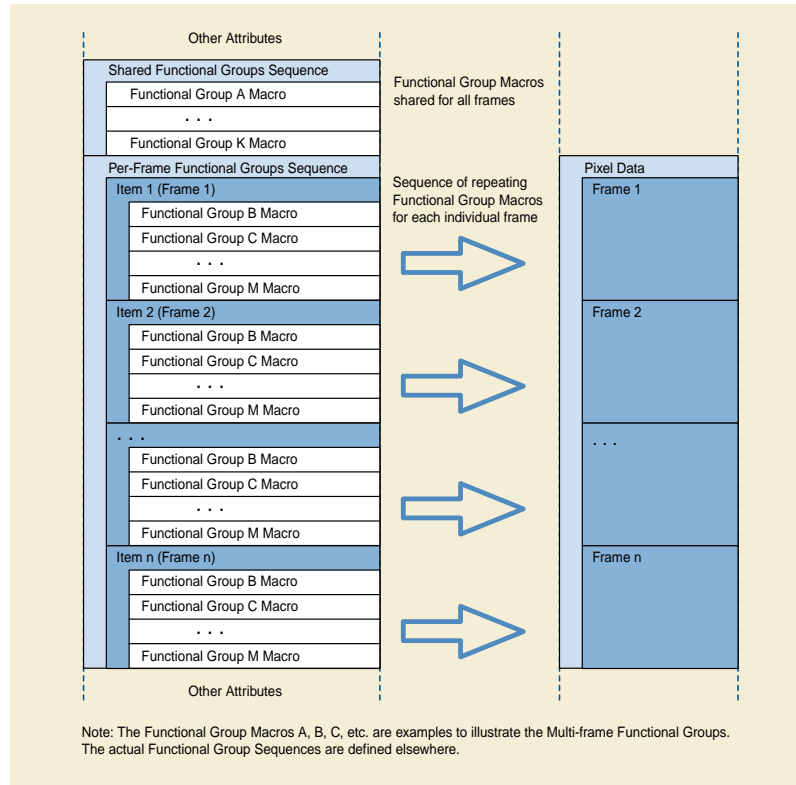 Other Attributes
Shared Functional Groups Sequence
Functional Group A Macro
. . .
Functional Group K Macro
Functional Group Macros
shared for all frames
Per-Frame Functional Groups Sequence
Item 1 (Frame 1)
Functional Group B Macro
Functional Group C Macro
. . .
Functional Group M Macro
Item 2 (Frame 2)
Functional Group B Macro
Functional Group C Macro
. . .
Functional Group M Macro
. . .
Functional Group B Macro
Functional Group C Macro
. . .
Functional Group M Macro
Item n (Frame n)
Functional Group B Macro
Functional Group C Macro
. . .
Functional Group M Macro
Other Attributes
Sequence of repeating
Functional Group Macros
for each individual frame
Pixel Data
Frame 1
Frame 2
. . .
Frame n
Note: The Functional Group Macros A, B, C, etc. are examples to illustrate the Multi-frame Functional Groups.
The actual Functional Group Sequences are defined elsewhere.